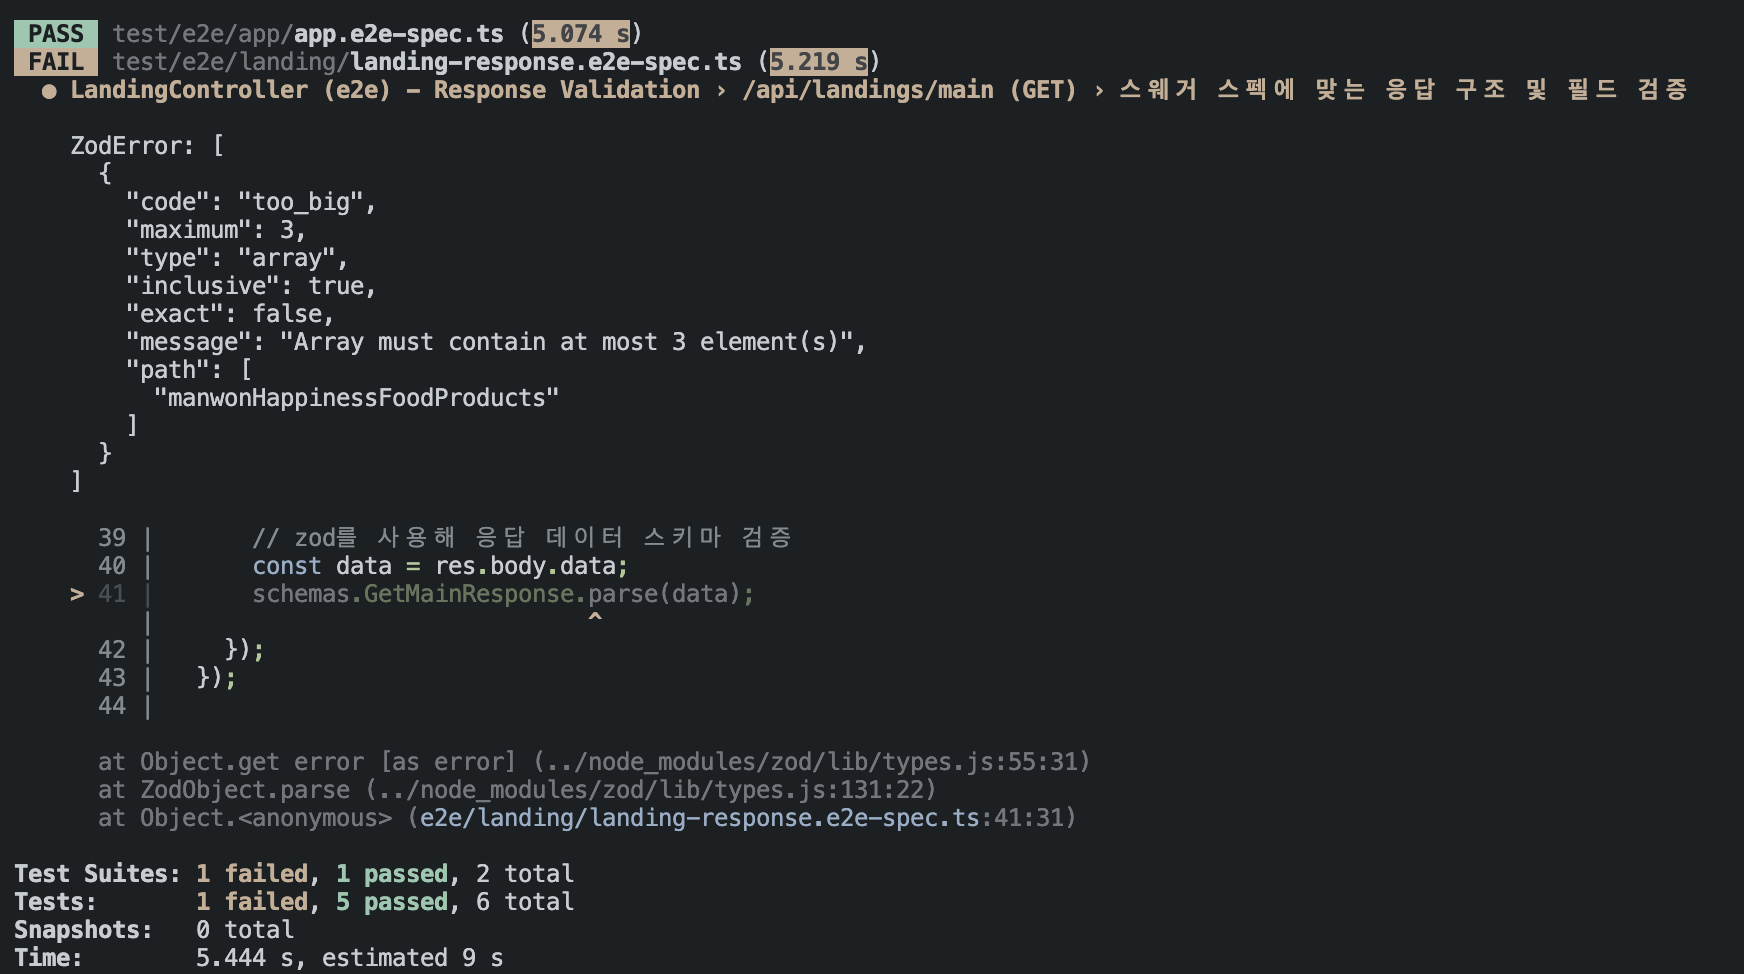 PASS test/e2e/app/app.e2e-spec.ts (5.074 s)
FAIL test/e2e/landing/landing-response.e2e-spec.ts (5.219 s)
● LandingController (e2e) – Response Validation › /api/landings/main (GET) › 스웨거 스펙에 맞는 응답 구조 및 필드 검증
ZodError: [
{
"code": "too_big",
"maximum": 3,
"type": "array",
"inclusive": true,
"exact": false,
"message": "Array must contain at most 3 element(s)",
"path": [
"manwonHappinessFoodProducts"
]
}
]
39 | // zod를 사용해 응답 데이터 스키마 검증
40 | const data = res.body.data;
> 41 | schemas.GetMainResponse.parse(data);
| ^
42 | });
43 | });
44 |
at Object.get error [as error] (../node_modules/zod/lib/types.js:55:31)
at ZodObject.parse (../node_modules/zod/lib/types.js:131:22)
at Object.<anonymous> (e2e/landing/landing-response.e2e-spec.ts:41:31)
Test Suites: 1 failed, 1 passed, 2 total
Tests: 1 failed, 5 passed, 6 total
Snapshots: 0 total
Time: 5.444 s, estimated 9 s